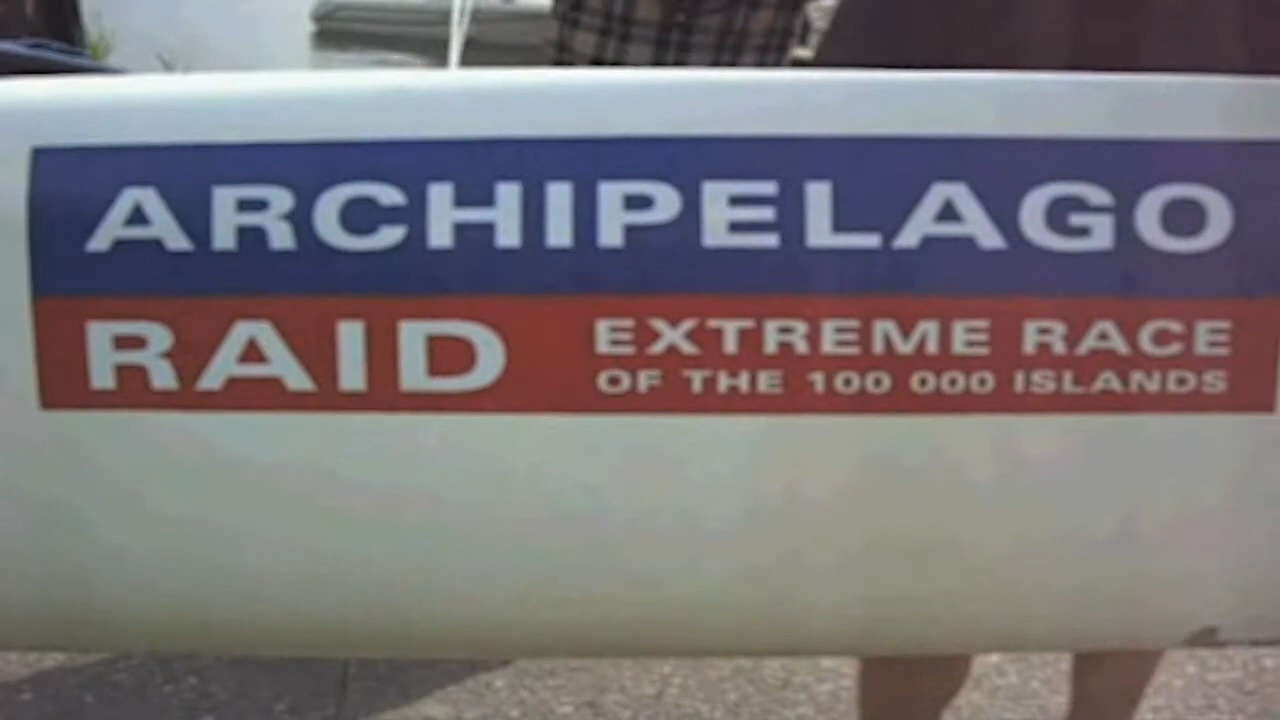 ARCHIPELAGO
RAID
EXTREME RACE
OF THE 100 000 ISLANDS